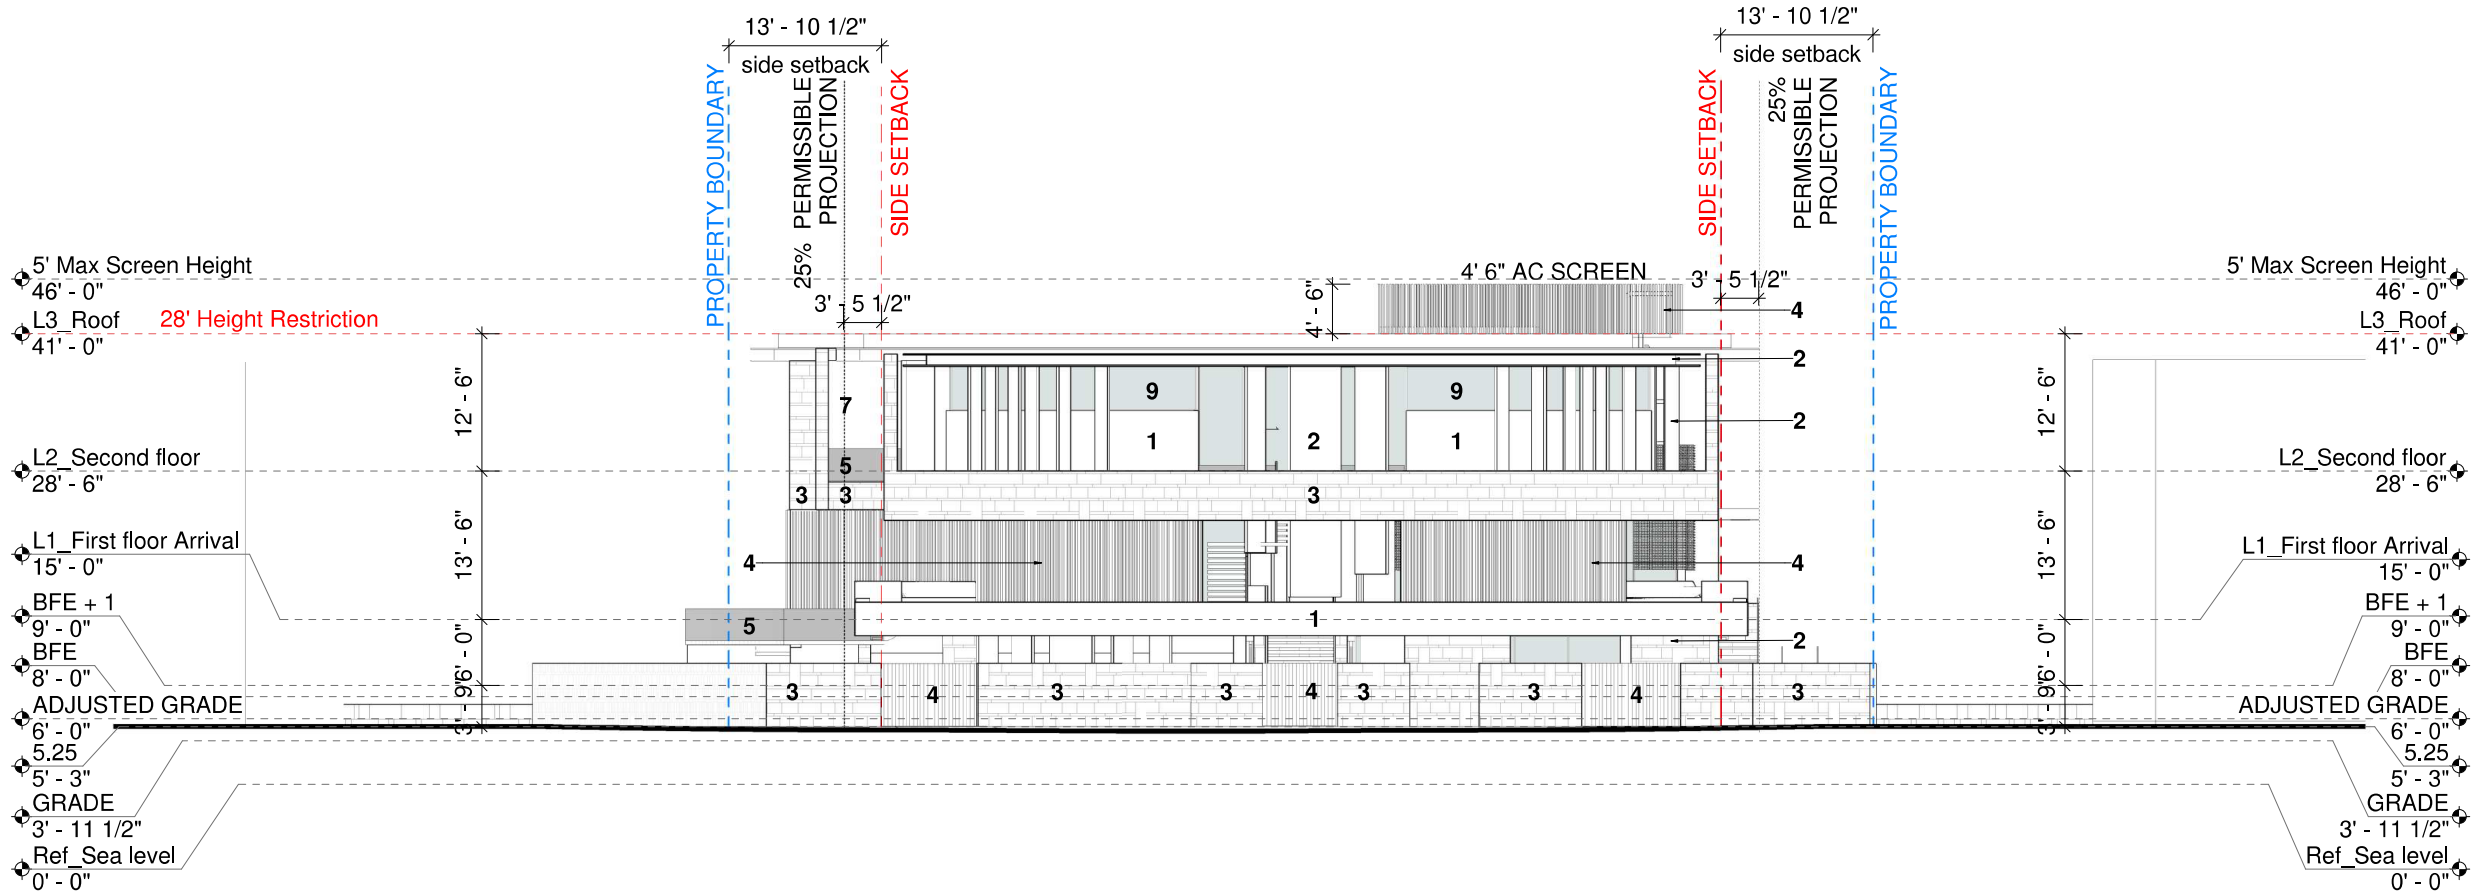 13' - 10 1/2"
side setback
PROPERTY BOUNDARY
25% PERMISSIBLE
PROJECTION
SIDE SETBACK
3' - 5 1/2"
13' - 10 1/2"
side setback
SIDE SETBACK
25%
PERMISSIBLE
PROJECTION
PROPERTY BOUNDARY
3' - 5 1/2"
4' 6" AC SCREEN
4' - 6"
5' Max Screen Height
46' - 0"
L3_Roof
28' Height Restriction
41' - 0"
L2_Second floor
28' - 6"
L1_First floor Arrival
15' - 0"
BFE + 1
9' - 0"
BFE
8' - 0"
ADJUSTED GRADE
6' - 0"
5.25
5' - 3"
GRADE
3' - 11 1/2"
Ref_Sea level
0' - 0"
12' - 6"
13' - 6"
6' - 0"
3' - 9"
4
2
7
9
9
2
1
2
1
5
3
3
3
4
4
5
1
2
3
4
3
3
4
3
3
4
3
12' - 6"
13' - 6"
6' - 0"
3' - 9"
5' Max Screen Height
46' - 0"
L3_Roof
41' - 0"
L2_Second floor
28' - 6"
L1_First floor Arrival
15' - 0"
BFE + 1
9' - 0"
BFE
8' - 0"
ADJUSTED GRADE
6' - 0"
5.25
5' - 3"
GRADE
3' - 11 1/2"
Ref_Sea level
0' - 0"